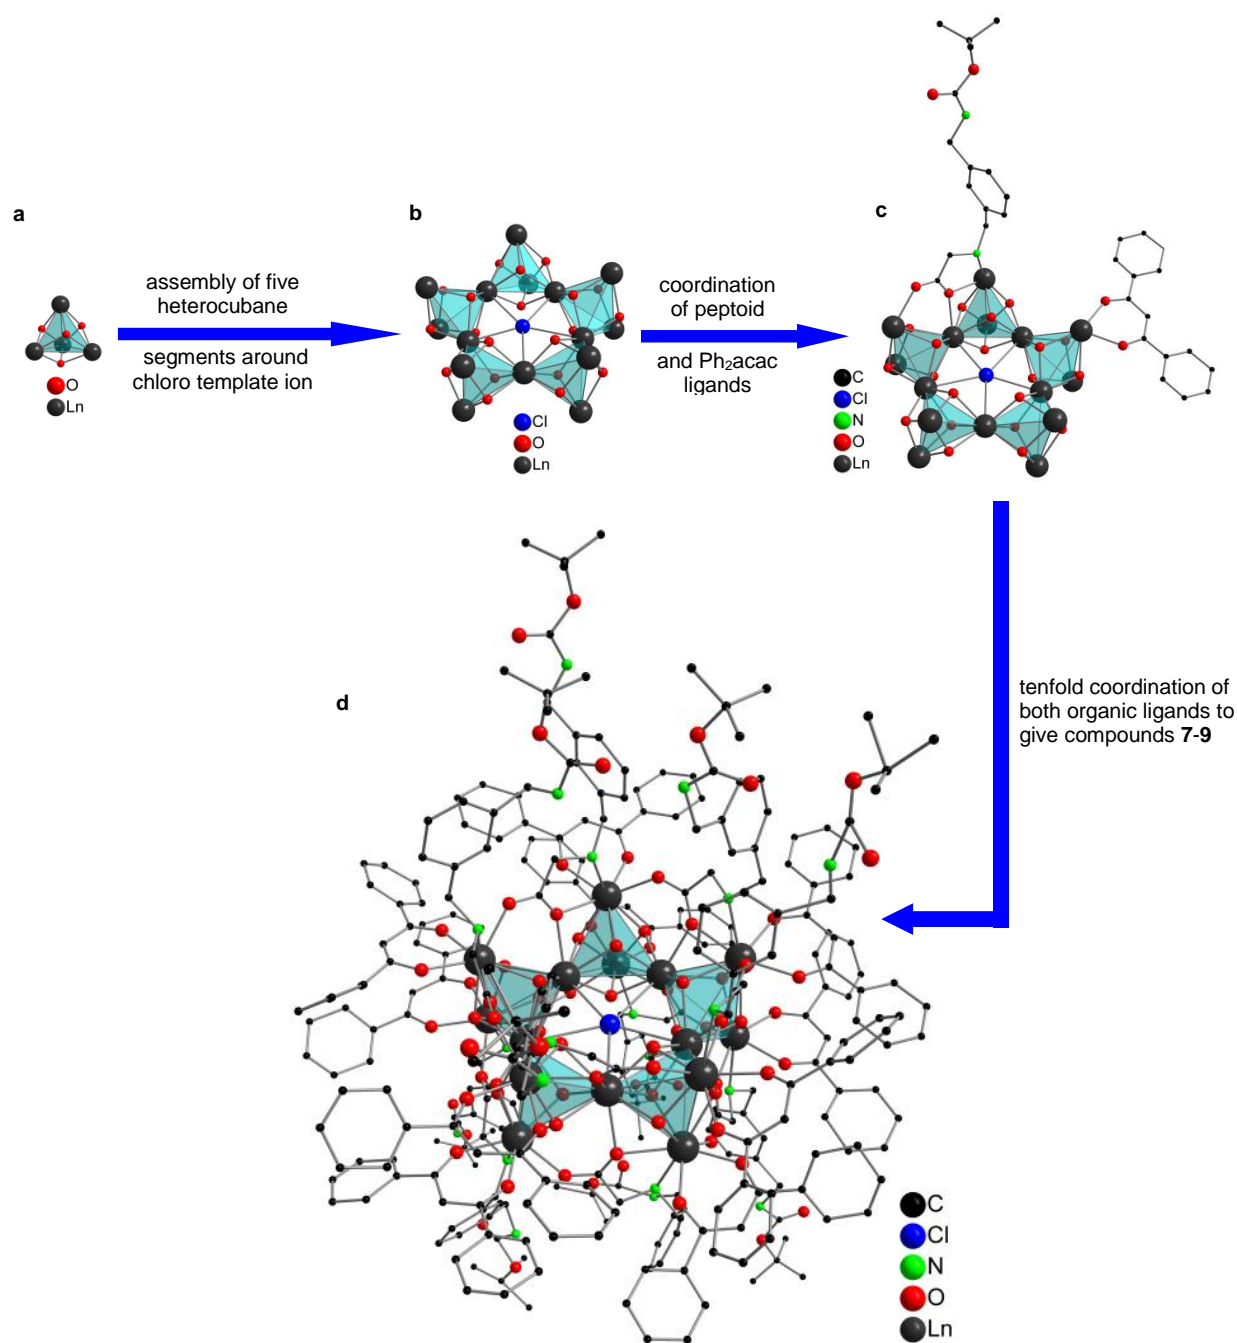 a
O
Ln
assembly of five
heterocubane
segments around
chloro template ion
b
Cl
O
Ln
coordination
of peptoid
and Ph₂acac
ligands
c
C
Cl
N
O
Ln
tenfold coordination of
both organic ligands to
give compounds 7-9
d
C
Cl
N
O
Ln